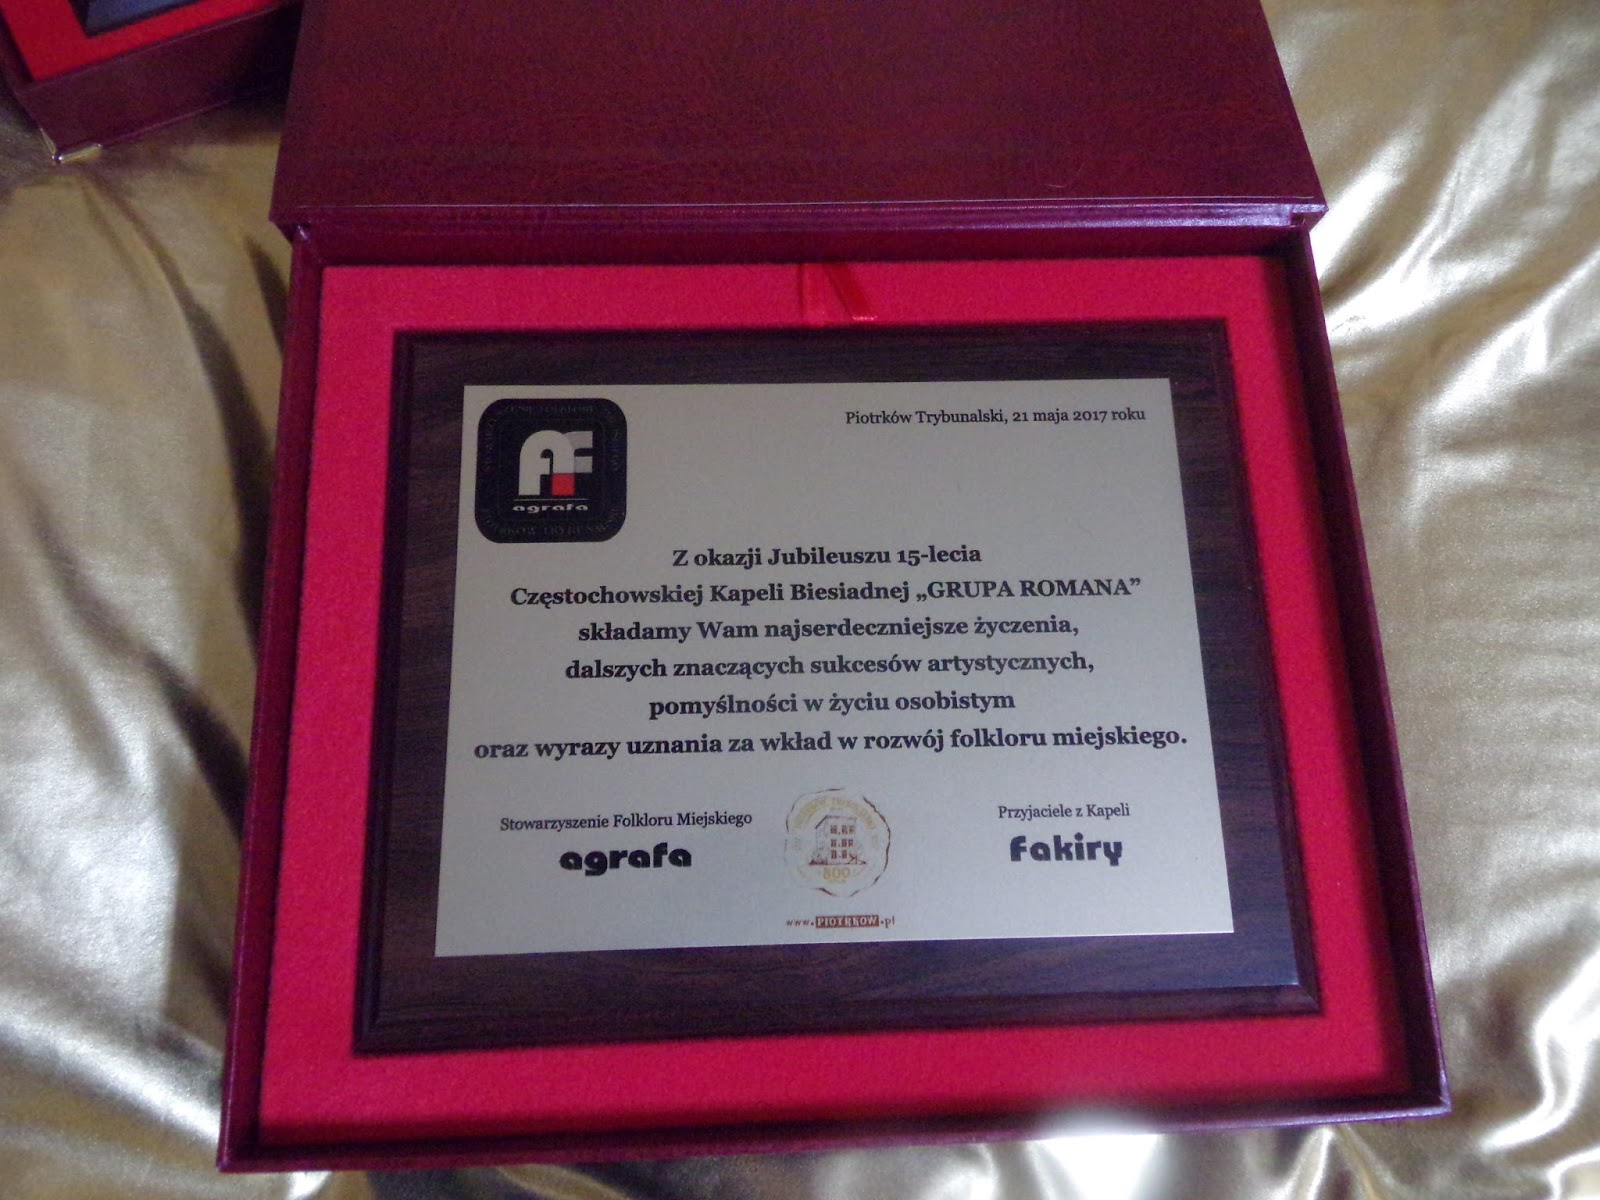 Piotrków Trybunalski, 21 maja 2017 roku
agrafa
Z okazji Jubileuszu 15-lecia
Częstochowskiej Kapeli Biesiadnej „GRUPA ROMANA”
składamy Wam najserdeczniejsze życzenia,
dalszych znaczących sukcesów artystycznych,
pomyślności w życiu osobistym
oraz wyrazy uznania za wkład w rozwój folkloru miejskiego.
Stowarzyszenie Folkloru Miejskiego
agrafa
800
Przyjaciele z Kapeli
fakiry
www.PIOTRKOW.pl